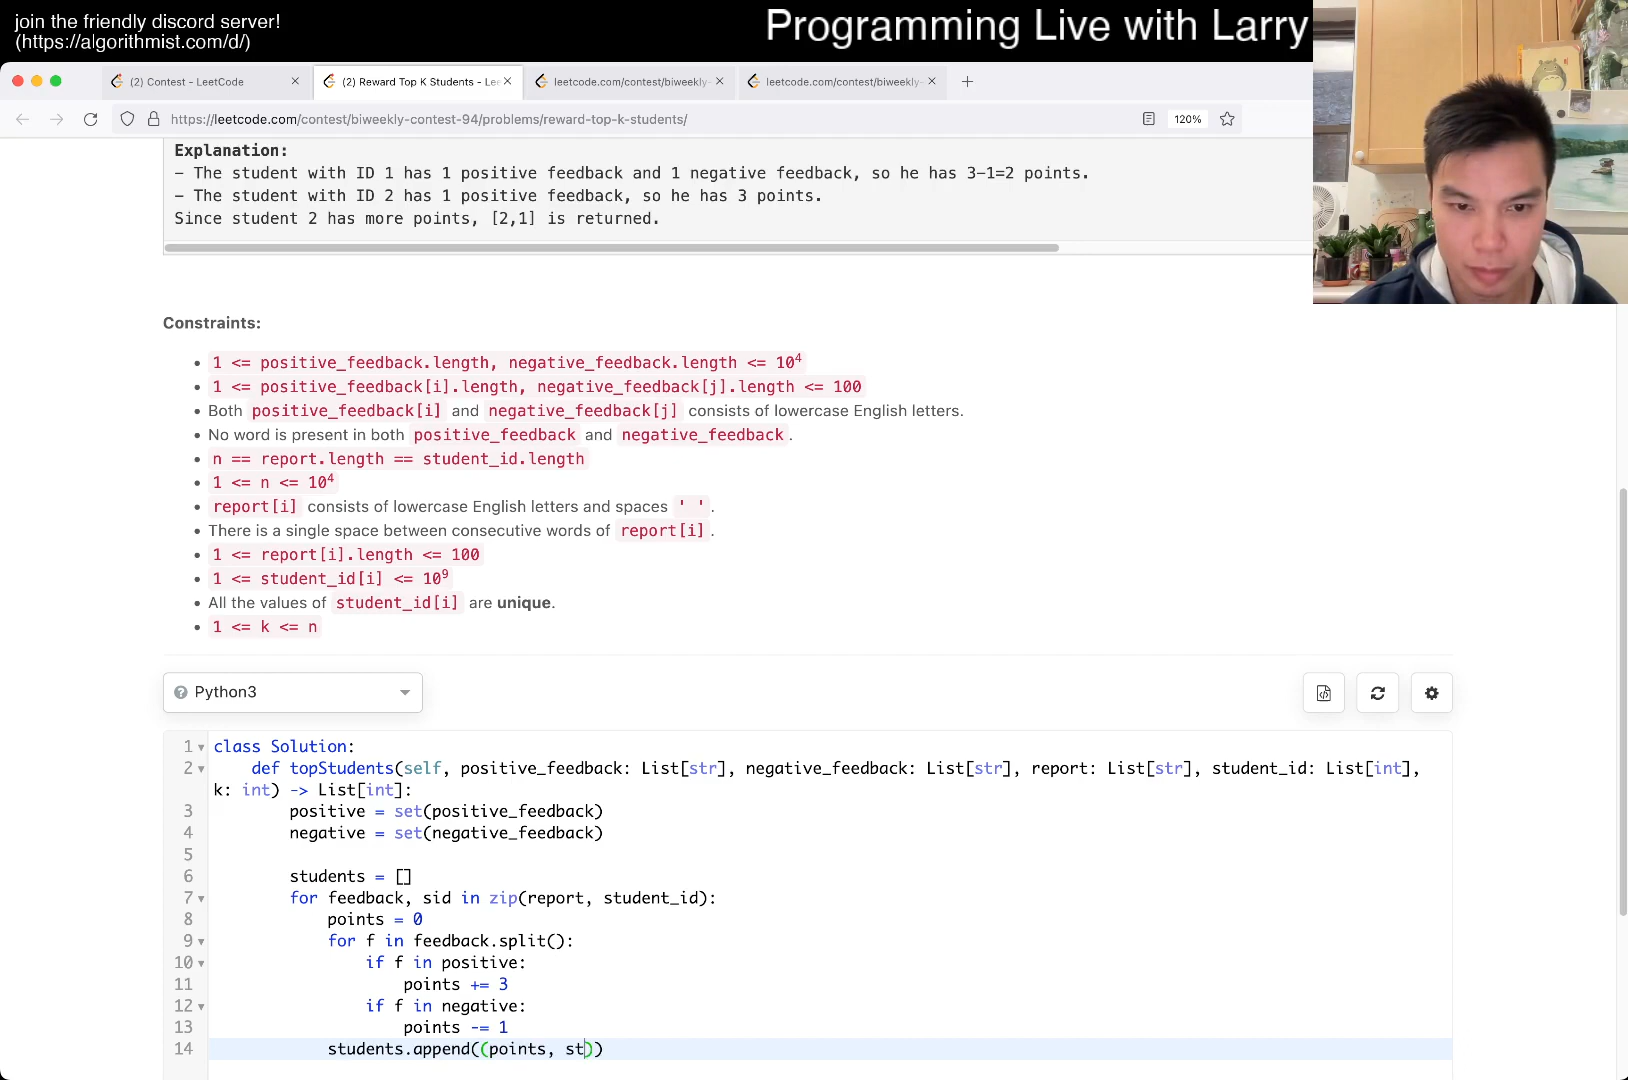 join the friendly discord server!
(https://algorithmist.com/d/)
Programming Live with Larry
(2) Contest - LeetCode
(2) Reward Top K Students - Lee
leetcode.com/contest/biweekly-
leetcode.com/contest/biweekly-
https://leetcode.com/contest/biweekly-contest-94/problems/reward-top-k-students/
120%
Explanation:
- The student with ID 1 has 1 positive feedback and 1 negative feedback, so he has 3-1=2 points.
- The student with ID 2 has 1 positive feedback, so he has 3 points.
Since student 2 has more points, [2,1] is returned.
Constraints:
• 1 <= positive_feedback.length, negative_feedback.length <= 10⁴
• 1 <= positive_feedback[i].length, negative_feedback[j].length <= 100
• Both positive_feedback[i] and negative_feedback[j] consists of lowercase English letters.
• No word is present in both positive_feedback and negative_feedback.
• n == report.length == student_id.length
• 1 <= n <= 10⁴
• report[i] consists of lowercase English letters and spaces ' '.
• There is a single space between consecutive words of report[i].
• 1 <= report[i].length <= 100
• 1 <= student_id[i] <= 10⁹
• All the values of student_id[i] are unique.
• 1 <= k <= n
Python3
1 class Solution:
2 def topStudents(self, positive_feedback: List[str], negative_feedback: List[str], report: List[str], student_id: List[int],
k: int) -> List[int]:
3 positive = set(positive_feedback)
4 negative = set(negative_feedback)
5
6 students = []
7 for feedback, sid in zip(report, student_id):
8 points = 0
9 for f in feedback.split():
10 if f in positive:
11 points += 3
12 if f in negative:
13 points -= 1
14 students.append((points, st))